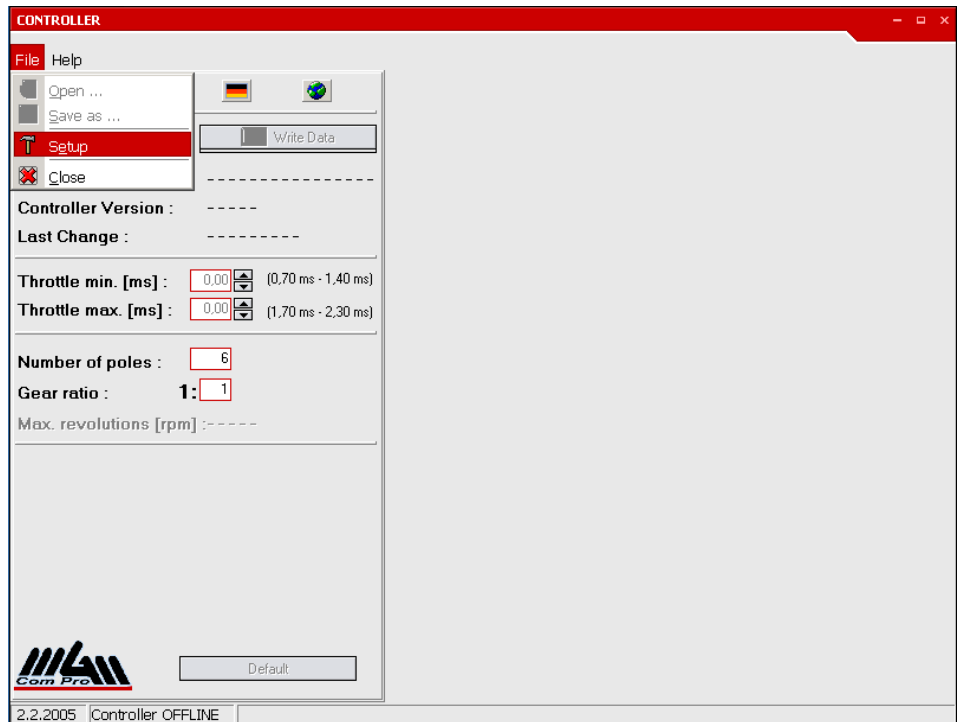 CONTROLLER
File Help
Open ...
Save as ...
Write Data
Setup
Close
- - - - - - - - - - - - - - - -
Controller Version : - - - - -
Last Change : - - - - - - - - -
Throttle min. [ms] : 0,00 (0,70 ms - 1,40 ms)
Throttle max. [ms] : 0,00 (1,70 ms - 2,30 ms)
Number of poles : 6
Gear ratio : 1: 1
Max. revolutions [rpm] :- - - - -
mgm
Com Pro
Default
2.2.2005 Controller OFFLINE